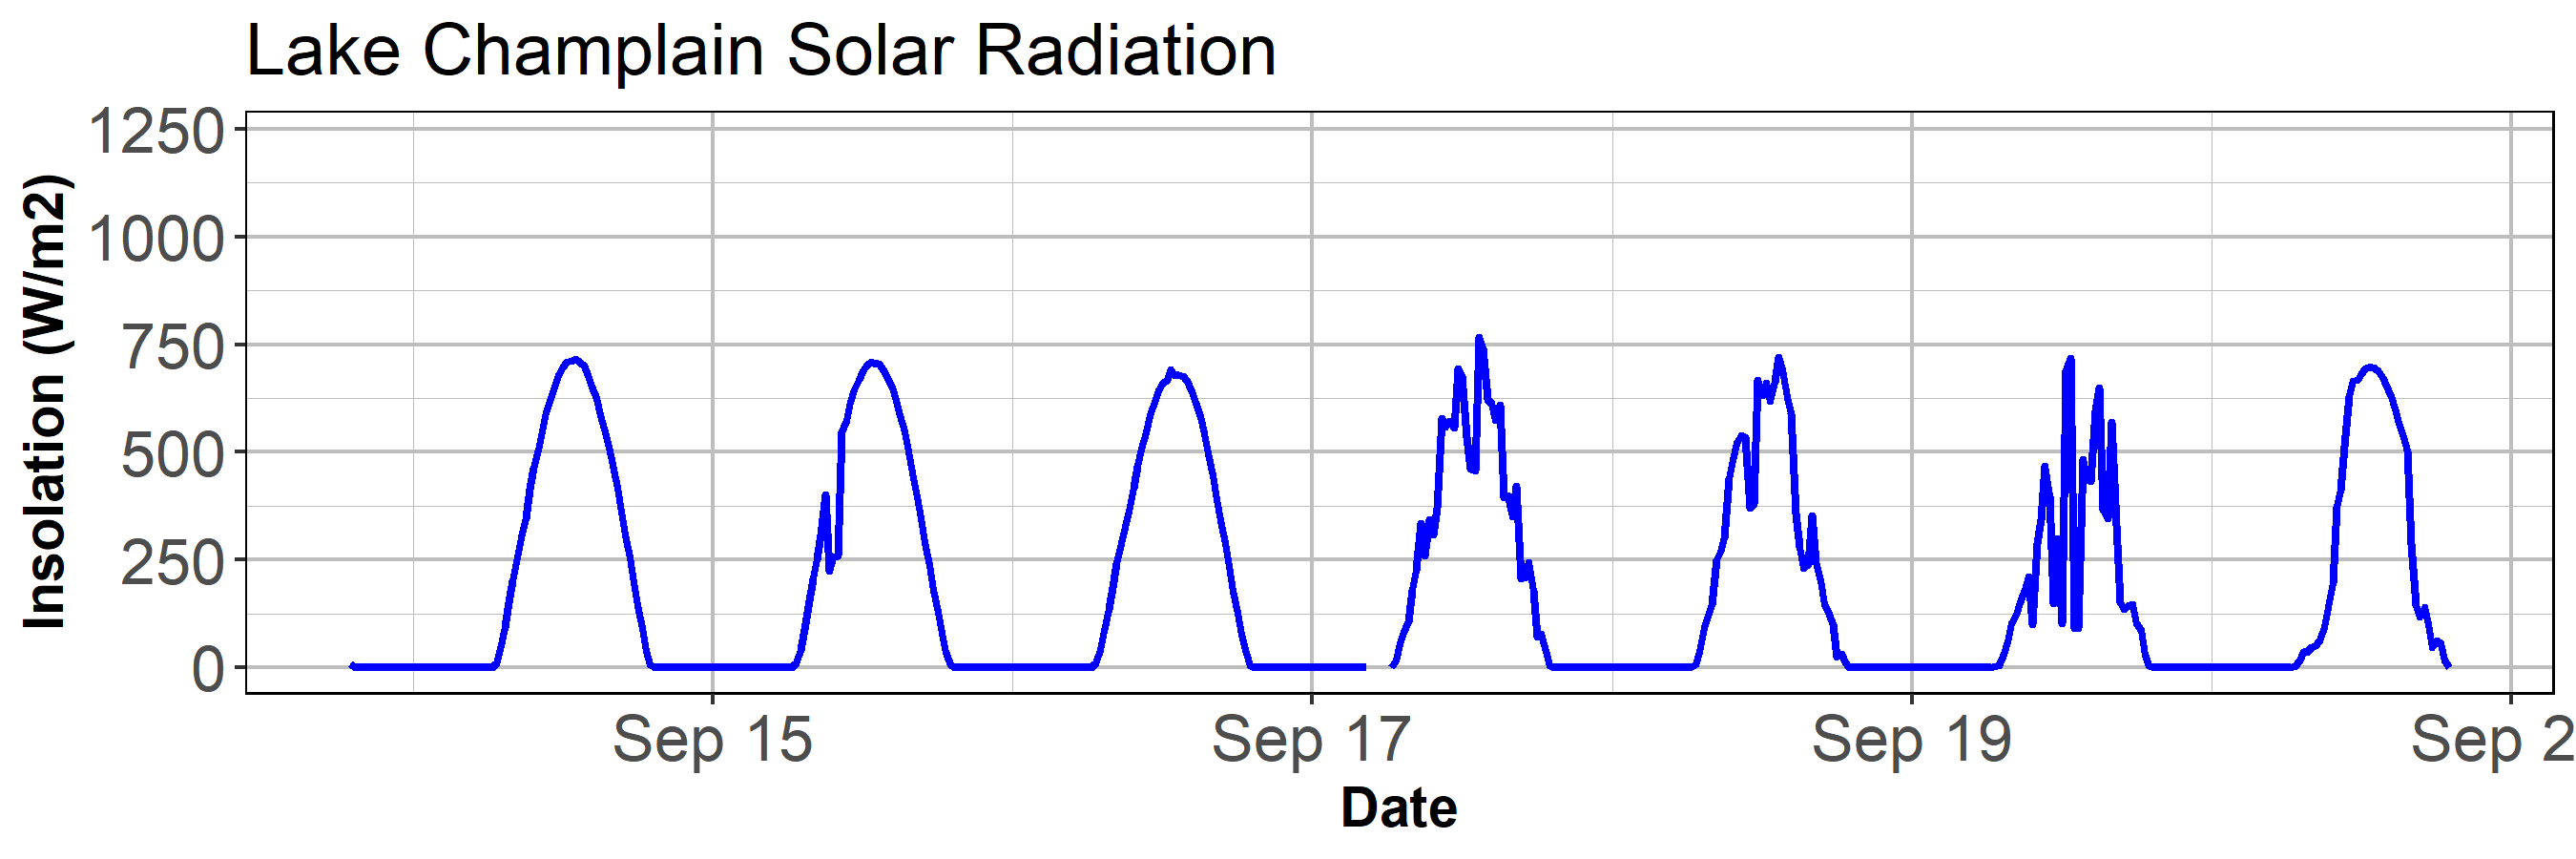 Lake Champlain Solar Radiation
1250
1000
750
500
250
0
Insolation (W/m2)
Sep 15
Sep 17
Sep 19
Sep 2
Date